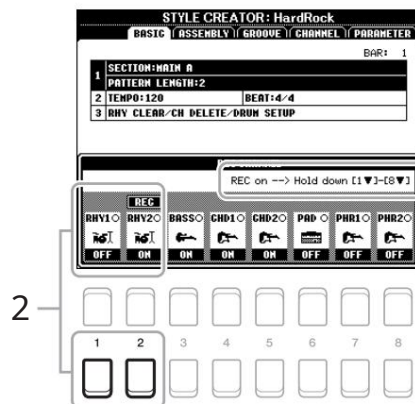 STYLE CREATOR: HardRock
BASIC ASSEMBLY GROOVE CHANNEL PARAMETER
BAR: 1
1 SECTION:MAIN A
PATTERN LENGTH:2
2 TEMPO:120 BEAT:4/4
3 RHY CLEAR/CH DELETE/DRUM SETUP
REC on --> Hold down [1▼]-[8▼]
REC
RHY1 RHY2 BASS CHD1 CHD2 PAD PHR1 PHR2
OFF ON ON ON ON OFF OFF OFF
2
1 2 3 4 5 6 7 8